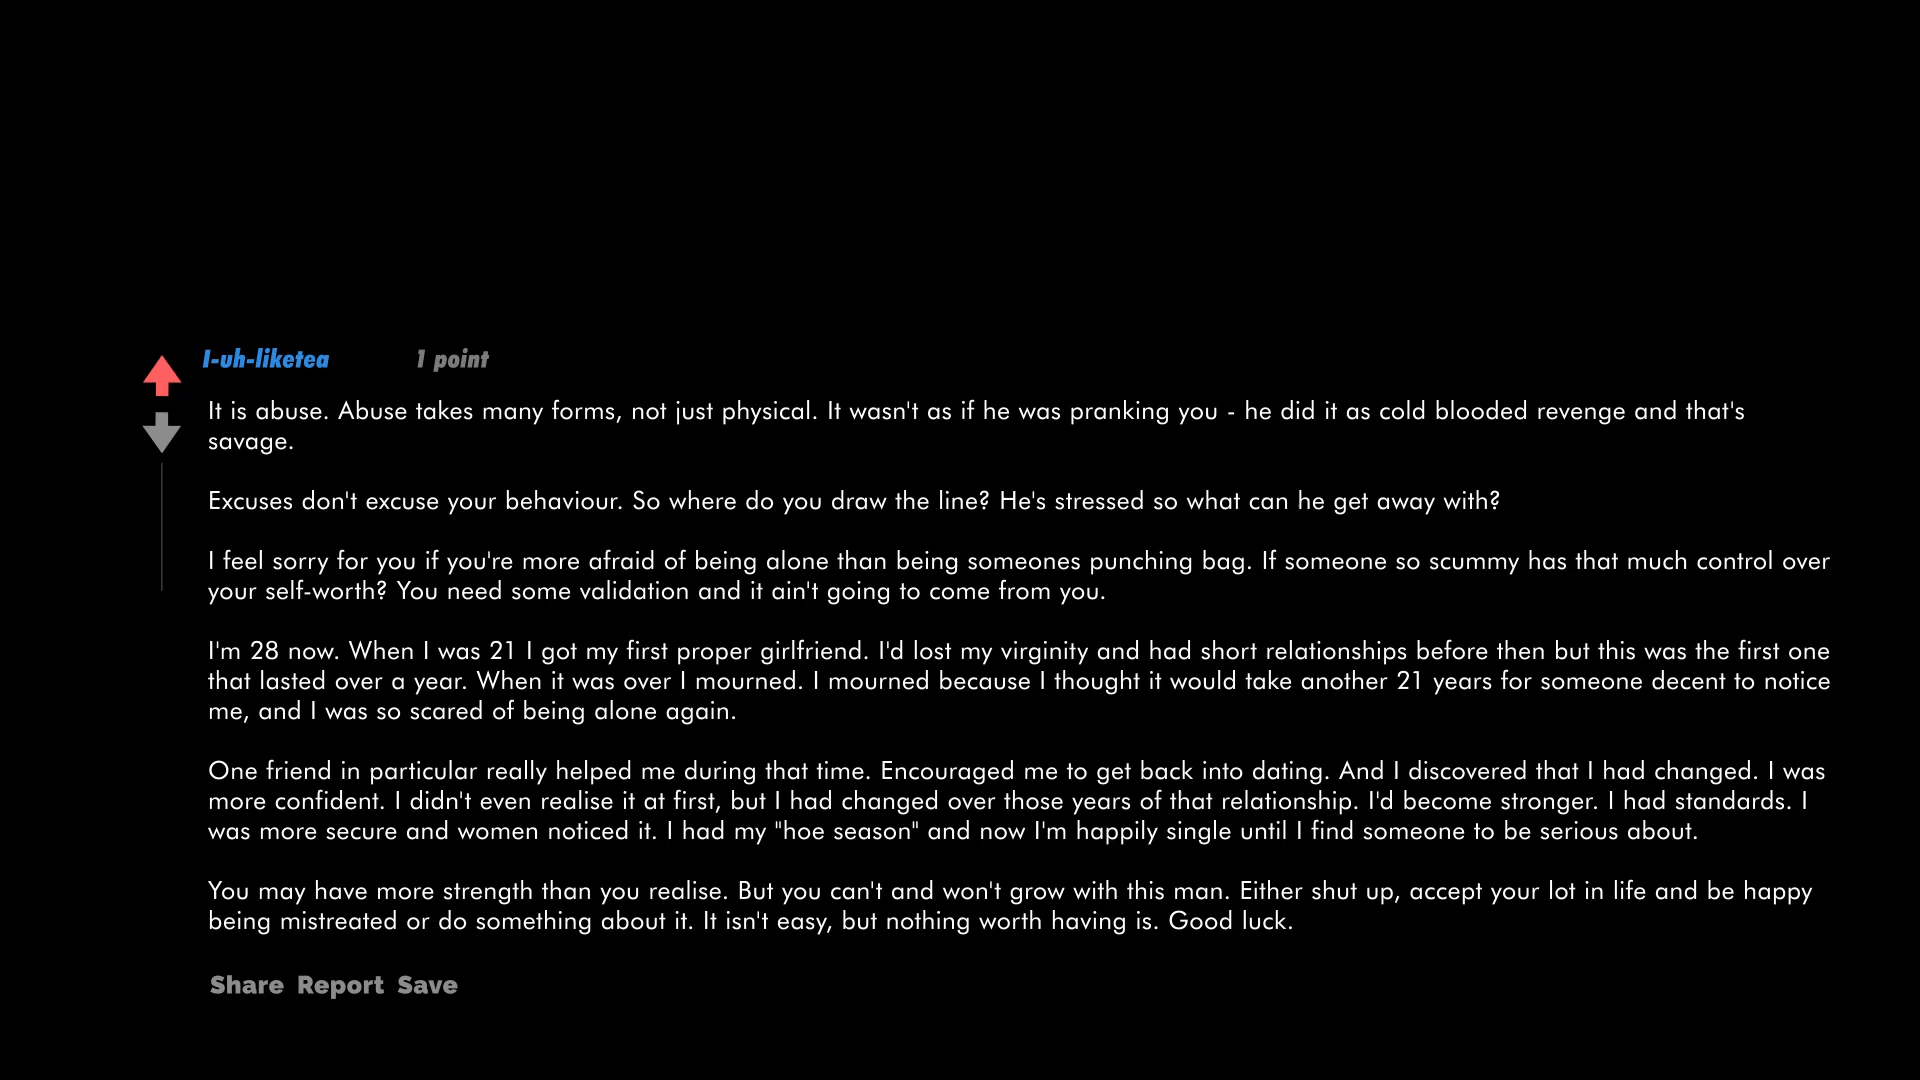 I-uh-liketea 1 point
It is abuse. Abuse takes many forms, not just physical. It wasn't as if he was pranking you - he did it as cold blooded revenge and that's
savage.
Excuses don't excuse your behaviour. So where do you draw the line? He's stressed so what can he get away with?
I feel sorry for you if you're more afraid of being alone than being someones punching bag. If someone so scummy has that much control over
your self-worth? You need some validation and it ain't going to come from you.
I'm 28 now. When I was 21 I got my first proper girlfriend. I'd lost my virginity and had short relationships before then but this was the first one
that lasted over a year. When it was over I mourned. I mourned because I thought it would take another 21 years for someone decent to notice
me, and I was so scared of being alone again.
One friend in particular really helped me during that time. Encouraged me to get back into dating. And I discovered that I had changed. I was
more confident. I didn't even realise it at first, but I had changed over those years of that relationship. I'd become stronger. I had standards. I
was more secure and women noticed it. I had my "hoe season" and now I'm happily single until I find someone to be serious about.
You may have more strength than you realise. But you can't and won't grow with this man. Either shut up, accept your lot in life and be happy
being mistreated or do something about it. It isn't easy, but nothing worth having is. Good luck.
Share Report Save